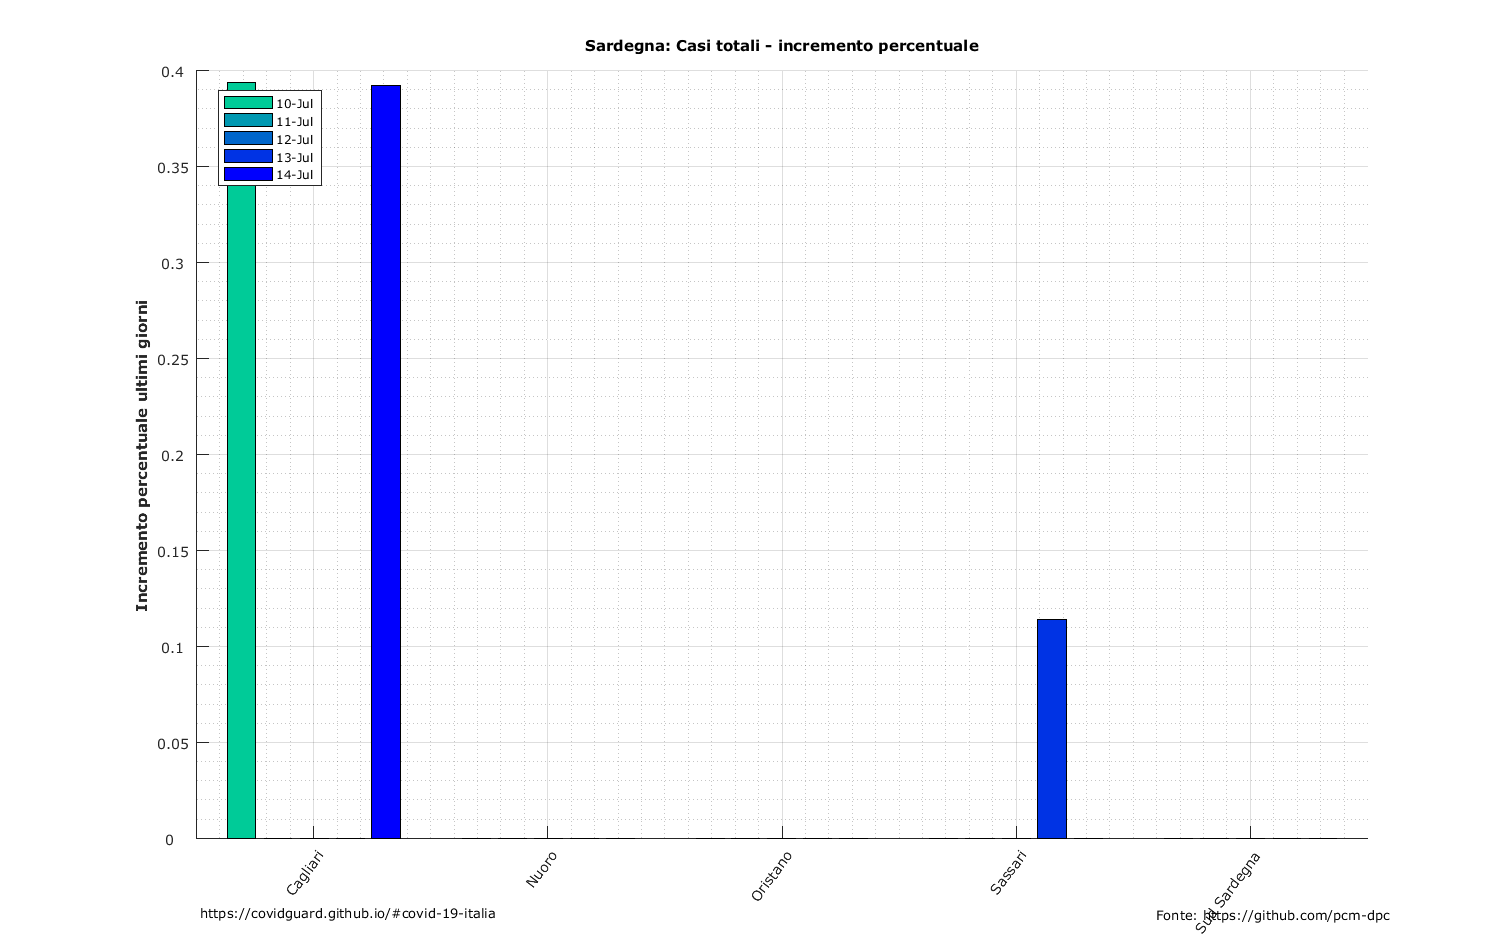 Sardegna: Casi totali - incremento percentuale
Incremento percentuale ultimi giorni
0.4
0.35
0.3
0.25
0.2
0.15
0.1
0.05
0
10-Jul
11-Jul
12-Jul
13-Jul
14-Jul
Cagliari
Nuoro
Oristano
Sassari
Sud Sardegna
https://covidguard.github.io/#covid-19-italia
Fonte: https://github.com/pcm-dpc